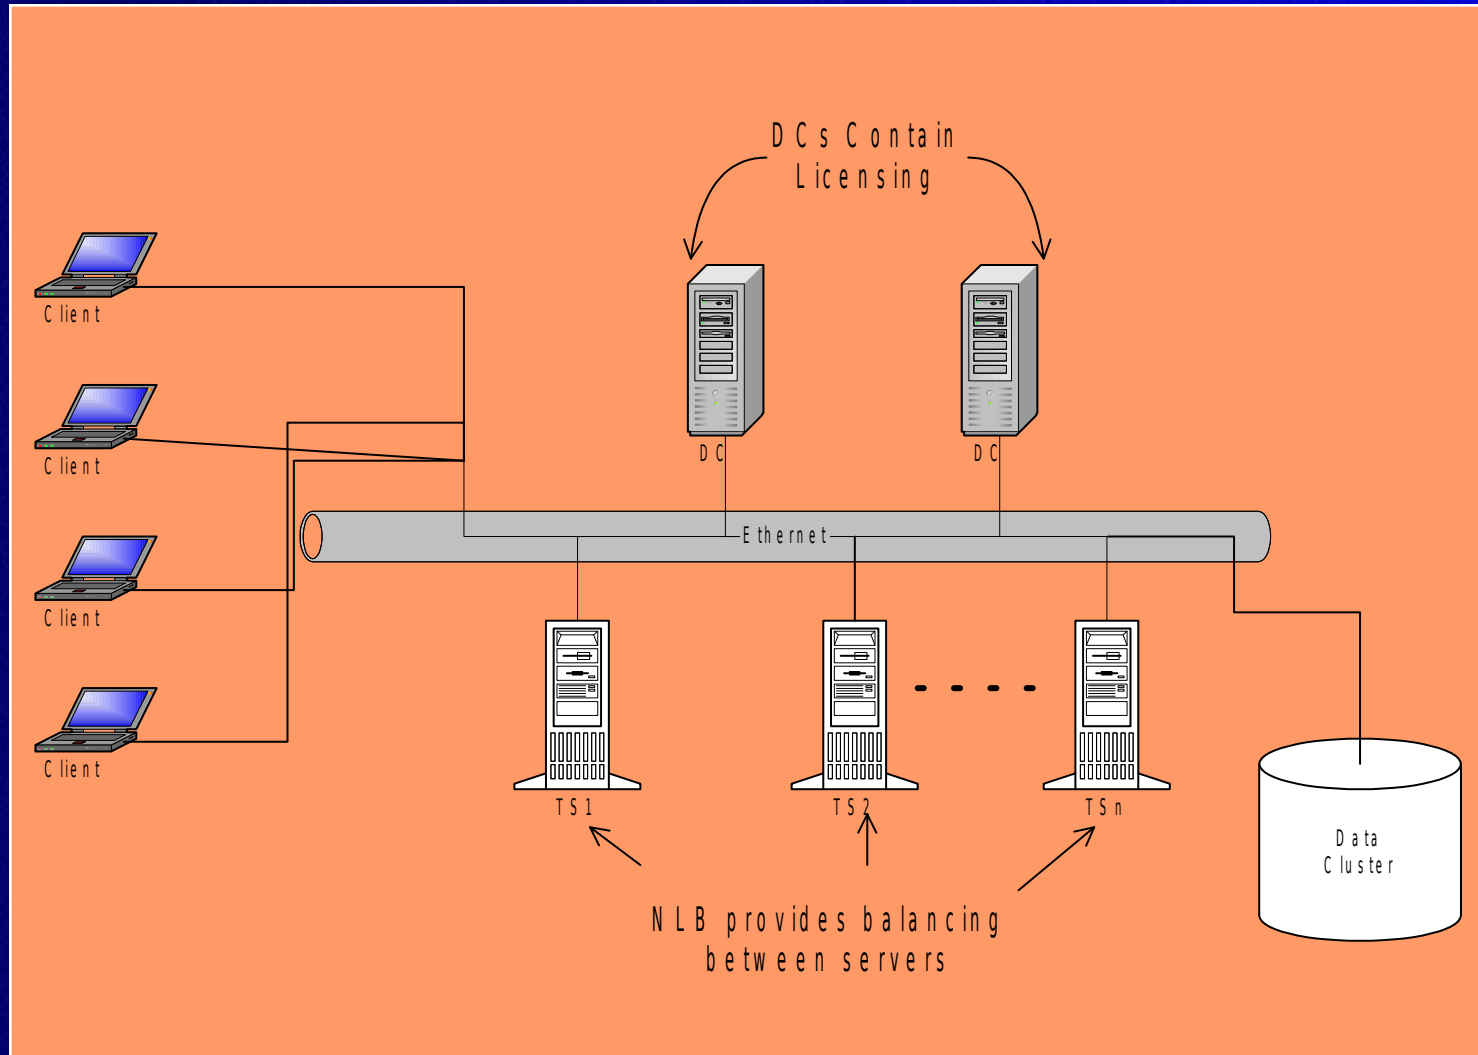 DCs Contain
Licensing
Client
Client
DC
DC
Client
Ethernet
Client
Client
TS1
TS2
TSn
Data
Cluster
NLB provides balancing
between servers